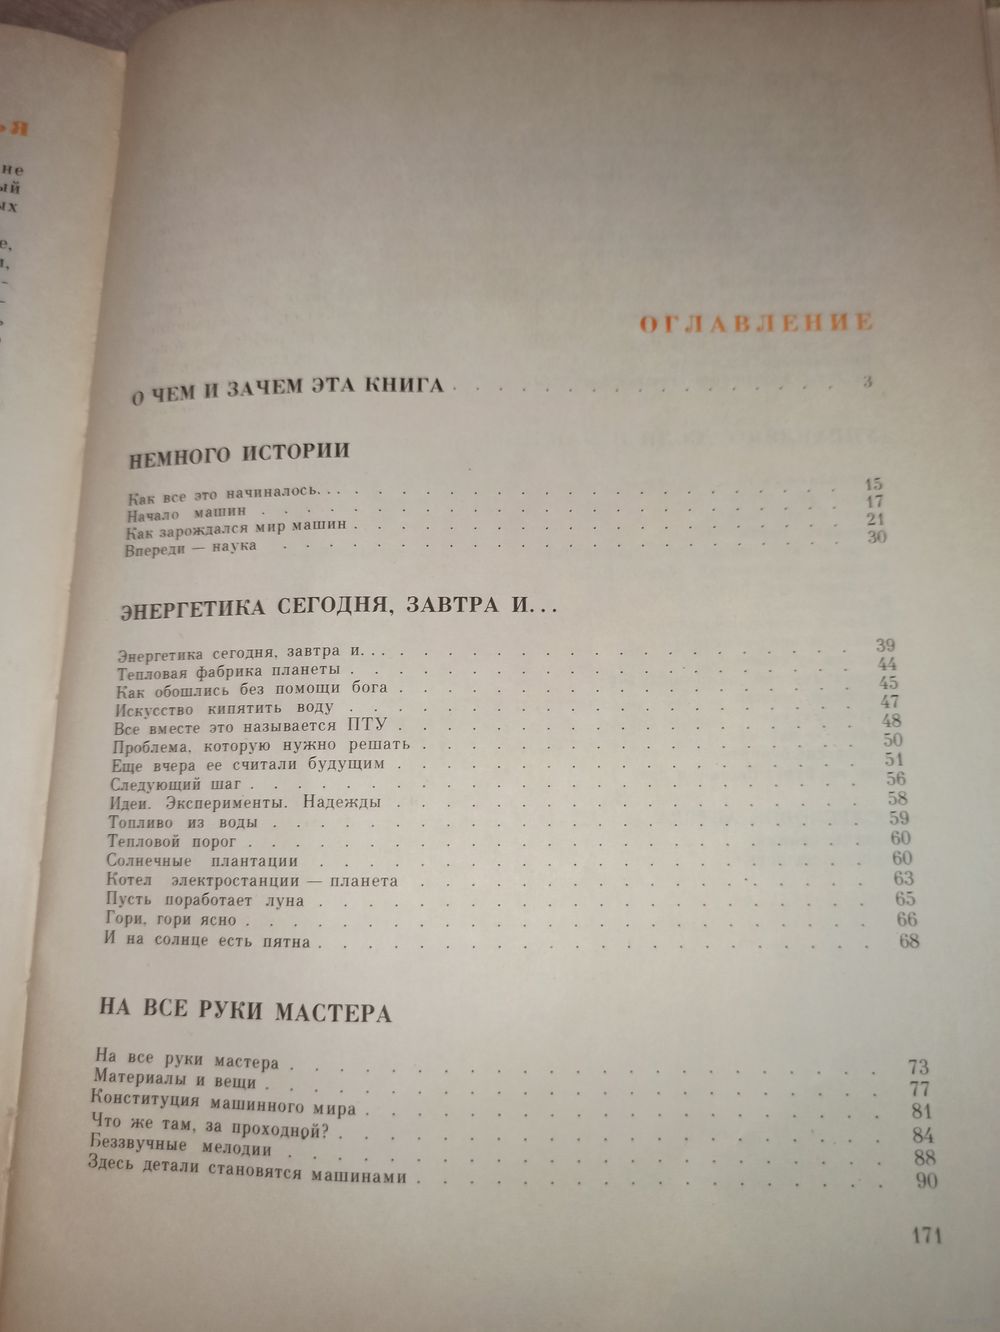 ья
не
ый
ых
е,
ОГЛАВЛЕНИЕ
О ЧЕМ И ЗАЧЕМ ЭТА КНИГА . . . . . . . . . . . . . . . . . 3
НЕМНОГО ИСТОРИИ
Как все это начиналось. . . . . . . . . . . . . . . . . . . . . 15
Начало машин . . . . . . . . . . . . . . . . . . . . . . . 17
Как зарождался мир машин . . . . . . . . . . . . . . . . . . . 21
Впереди — наука . . . . . . . . . . . . . . . . . . . . . . 30
ЭНЕРГЕТИКА СЕГОДНЯ, ЗАВТРА И...
Энергетика сегодня, завтра и. . . . . . . . . . . . . . . . . . . . 39
Тепловая фабрика планеты . . . . . . . . . . . . . . . . . . . . 44
Как обошлись без помощи бога . . . . . . . . . . . . . . . . . . 45
Искусство кипятить воду . . . . . . . . . . . . . . . . . . . . 47
Все вместе это называется ПТУ . . . . . . . . . . . . . . . . . . 48
Проблема, которую нужно решать . . . . . . . . . . . . . . . . . 50
Еще вчера ее считали будущим . . . . . . . . . . . . . . . . . . 51
Следующий шаг . . . . . . . . . . . . . . . . . . . . . . . . 56
Идеи. Эксперименты. Надежды . . . . . . . . . . . . . . . . . . 58
Топливо из воды . . . . . . . . . . . . . . . . . . . . . . . 59
Тепловой порог . . . . . . . . . . . . . . . . . . . . . . . . 60
Солнечные плантации . . . . . . . . . . . . . . . . . . . . . 60
Котел электростанции — планета . . . . . . . . . . . . . . . . . 63
Пусть поработает луна . . . . . . . . . . . . . . . . . . . . . 65
Гори, гори ясно . . . . . . . . . . . . . . . . . . . . . . . . 66
И на солнце есть пятна . . . . . . . . . . . . . . . . . . . . . 68
НА ВСЕ РУКИ МАСТЕРА
На все руки мастера . . . . . . . . . . . . . . . . . . . . . . 73
Материалы и вещи . . . . . . . . . . . . . . . . . . . . . . . 77
Конституция машинного мира . . . . . . . . . . . . . . . . . . . 81
Что же там, за проходной? . . . . . . . . . . . . . . . . . . . . 84
Беззвучные мелодии . . . . . . . . . . . . . . . . . . . . . . 88
Здесь детали становятся машинами . . . . . . . . . . . . . . . . . 90
171